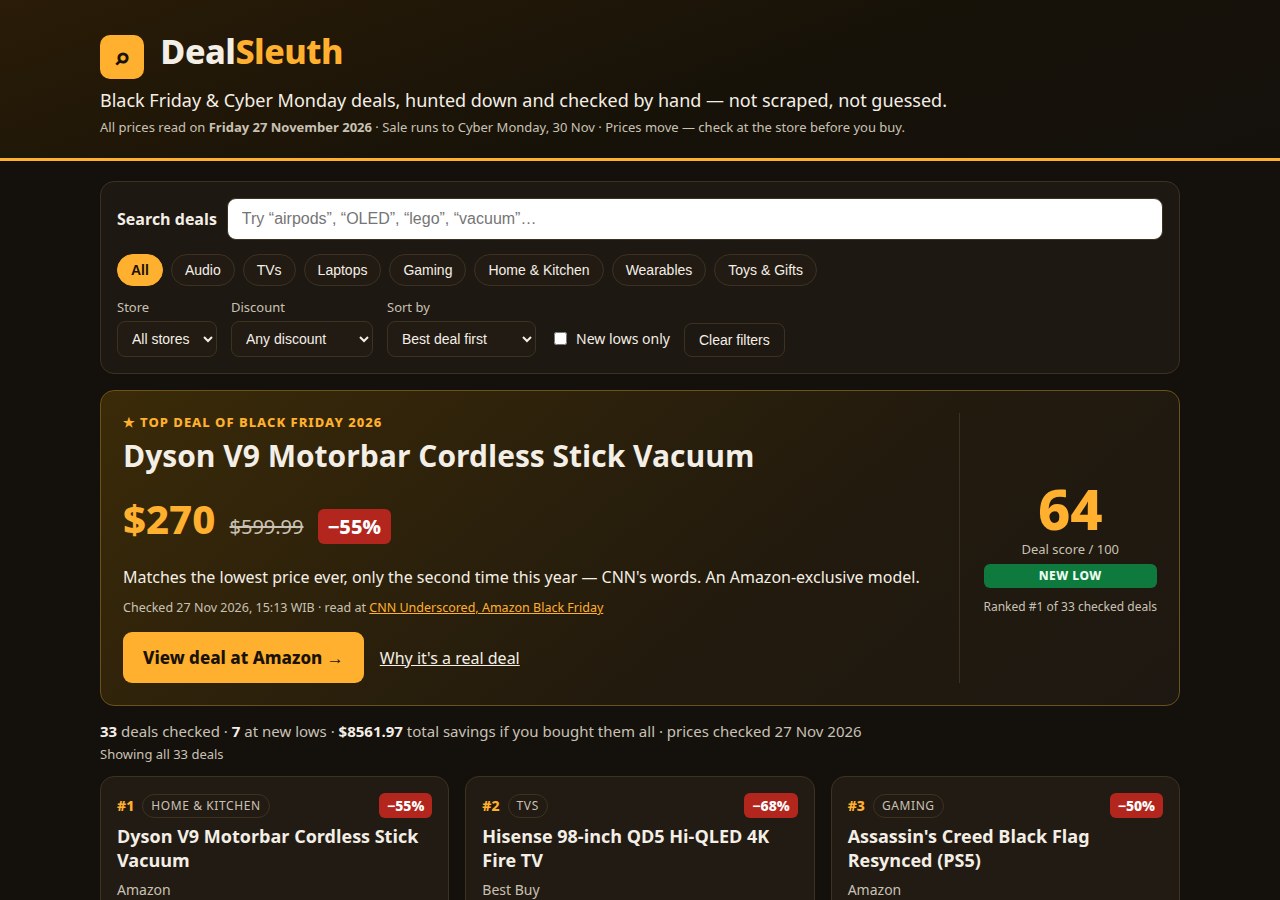 DealSleuth
Black Friday & Cyber Monday deals, hunted down and checked by hand — not scraped, not guessed.
All prices read on Friday 27 November 2026 · Sale runs to Cyber Monday, 30 Nov · Prices move — check at the store before you buy.
Search deals
Try “airpods”, “OLED”, “lego”, “vacuum”…
All
Audio
TVs
Laptops
Gaming
Home & Kitchen
Wearables
Toys & Gifts
Store
Discount
Sort by
All stores
Any discount
Best deal first
New lows only
Clear filters
★ TOP DEAL OF BLACK FRIDAY 2026
Dyson V9 Motorbar Cordless Stick Vacuum
$270 $599.99 −55%
Matches the lowest price ever, only the second time this year — CNN's words. An Amazon-exclusive model.
Checked 27 Nov 2026, 15:13 WIB · read at CNN Underscored, Amazon Black Friday
View deal at Amazon →
Why it's a real deal
64
Deal score / 100
NEW LOW
Ranked #1 of 33 checked deals
33 deals checked · 7 at new lows · $8561.97 total savings if you bought them all · prices checked 27 Nov 2026
Showing all 33 deals
#1 HOME & KITCHEN −55%
Dyson V9 Motorbar Cordless Stick
Vacuum
Amazon
#2 TVS −68%
Hisense 98-inch QD5 Hi-QLED 4K
Fire TV
Best Buy
#3 GAMING −50%
Assassin's Creed Black Flag
Resynced (PS5)
Amazon